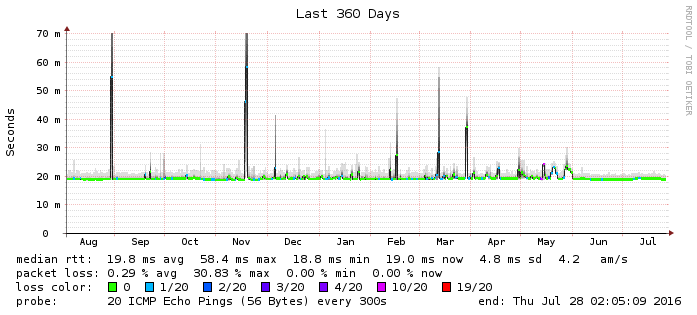 Last 360 Days
RRDTOOL / TOBI OETIKER
Seconds
70 m
60 m
50 m
40 m
30 m
20 m
10 m
0
Aug Sep Oct Nov Dec Jan Feb Mar Apr May Jun Jul
median rtt: 19.8 ms avg 58.4 ms max 18.8 ms min 19.0 ms now 4.8 ms sd 4.2 am/s
packet loss: 0.29 % avg 30.83 % max 0.00 % min 0.00 % now
loss color: 0 1/20 2/20 3/20 4/20 10/20 19/20
probe: 20 ICMP Echo Pings (56 Bytes) every 300s end: Thu Jul 28 02:05:09 2016